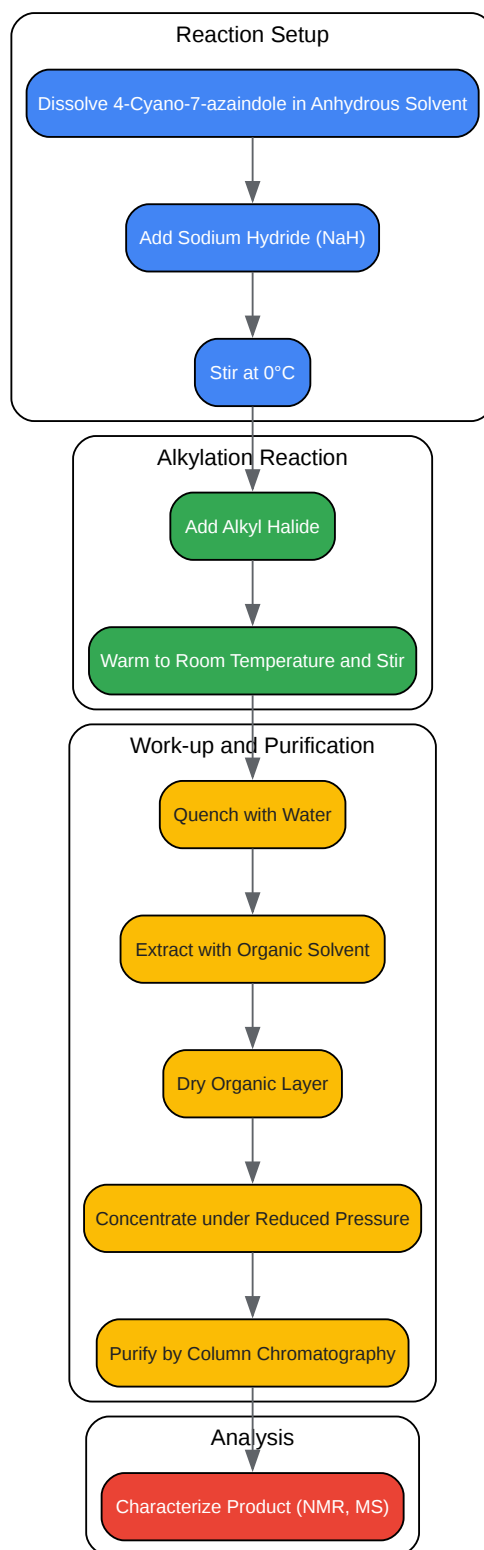 Reaction Setup
Dissolve 4-Cyano-7-azaindole in Anhydrous Solvent
Add Sodium Hydride (NaH)
Stir at 0°C
Alkylation Reaction
Add Alkyl Halide
Warm to Room Temperature and Stir
Work-up and Purification
Quench with Water
Extract with Organic Solvent
Dry Organic Layer
Concentrate under Reduced Pressure
Purify by Column Chromatography
Analysis
Characterize Product (NMR, MS)